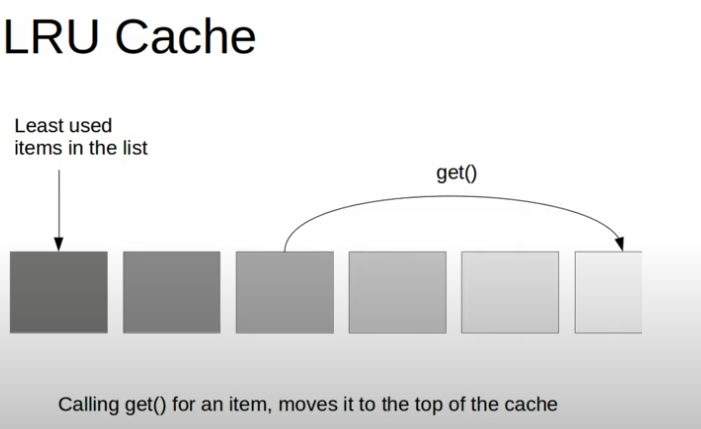 LRU Cache
Least used
items in the list
get()
Calling get() for an item, moves it to the top of the cache